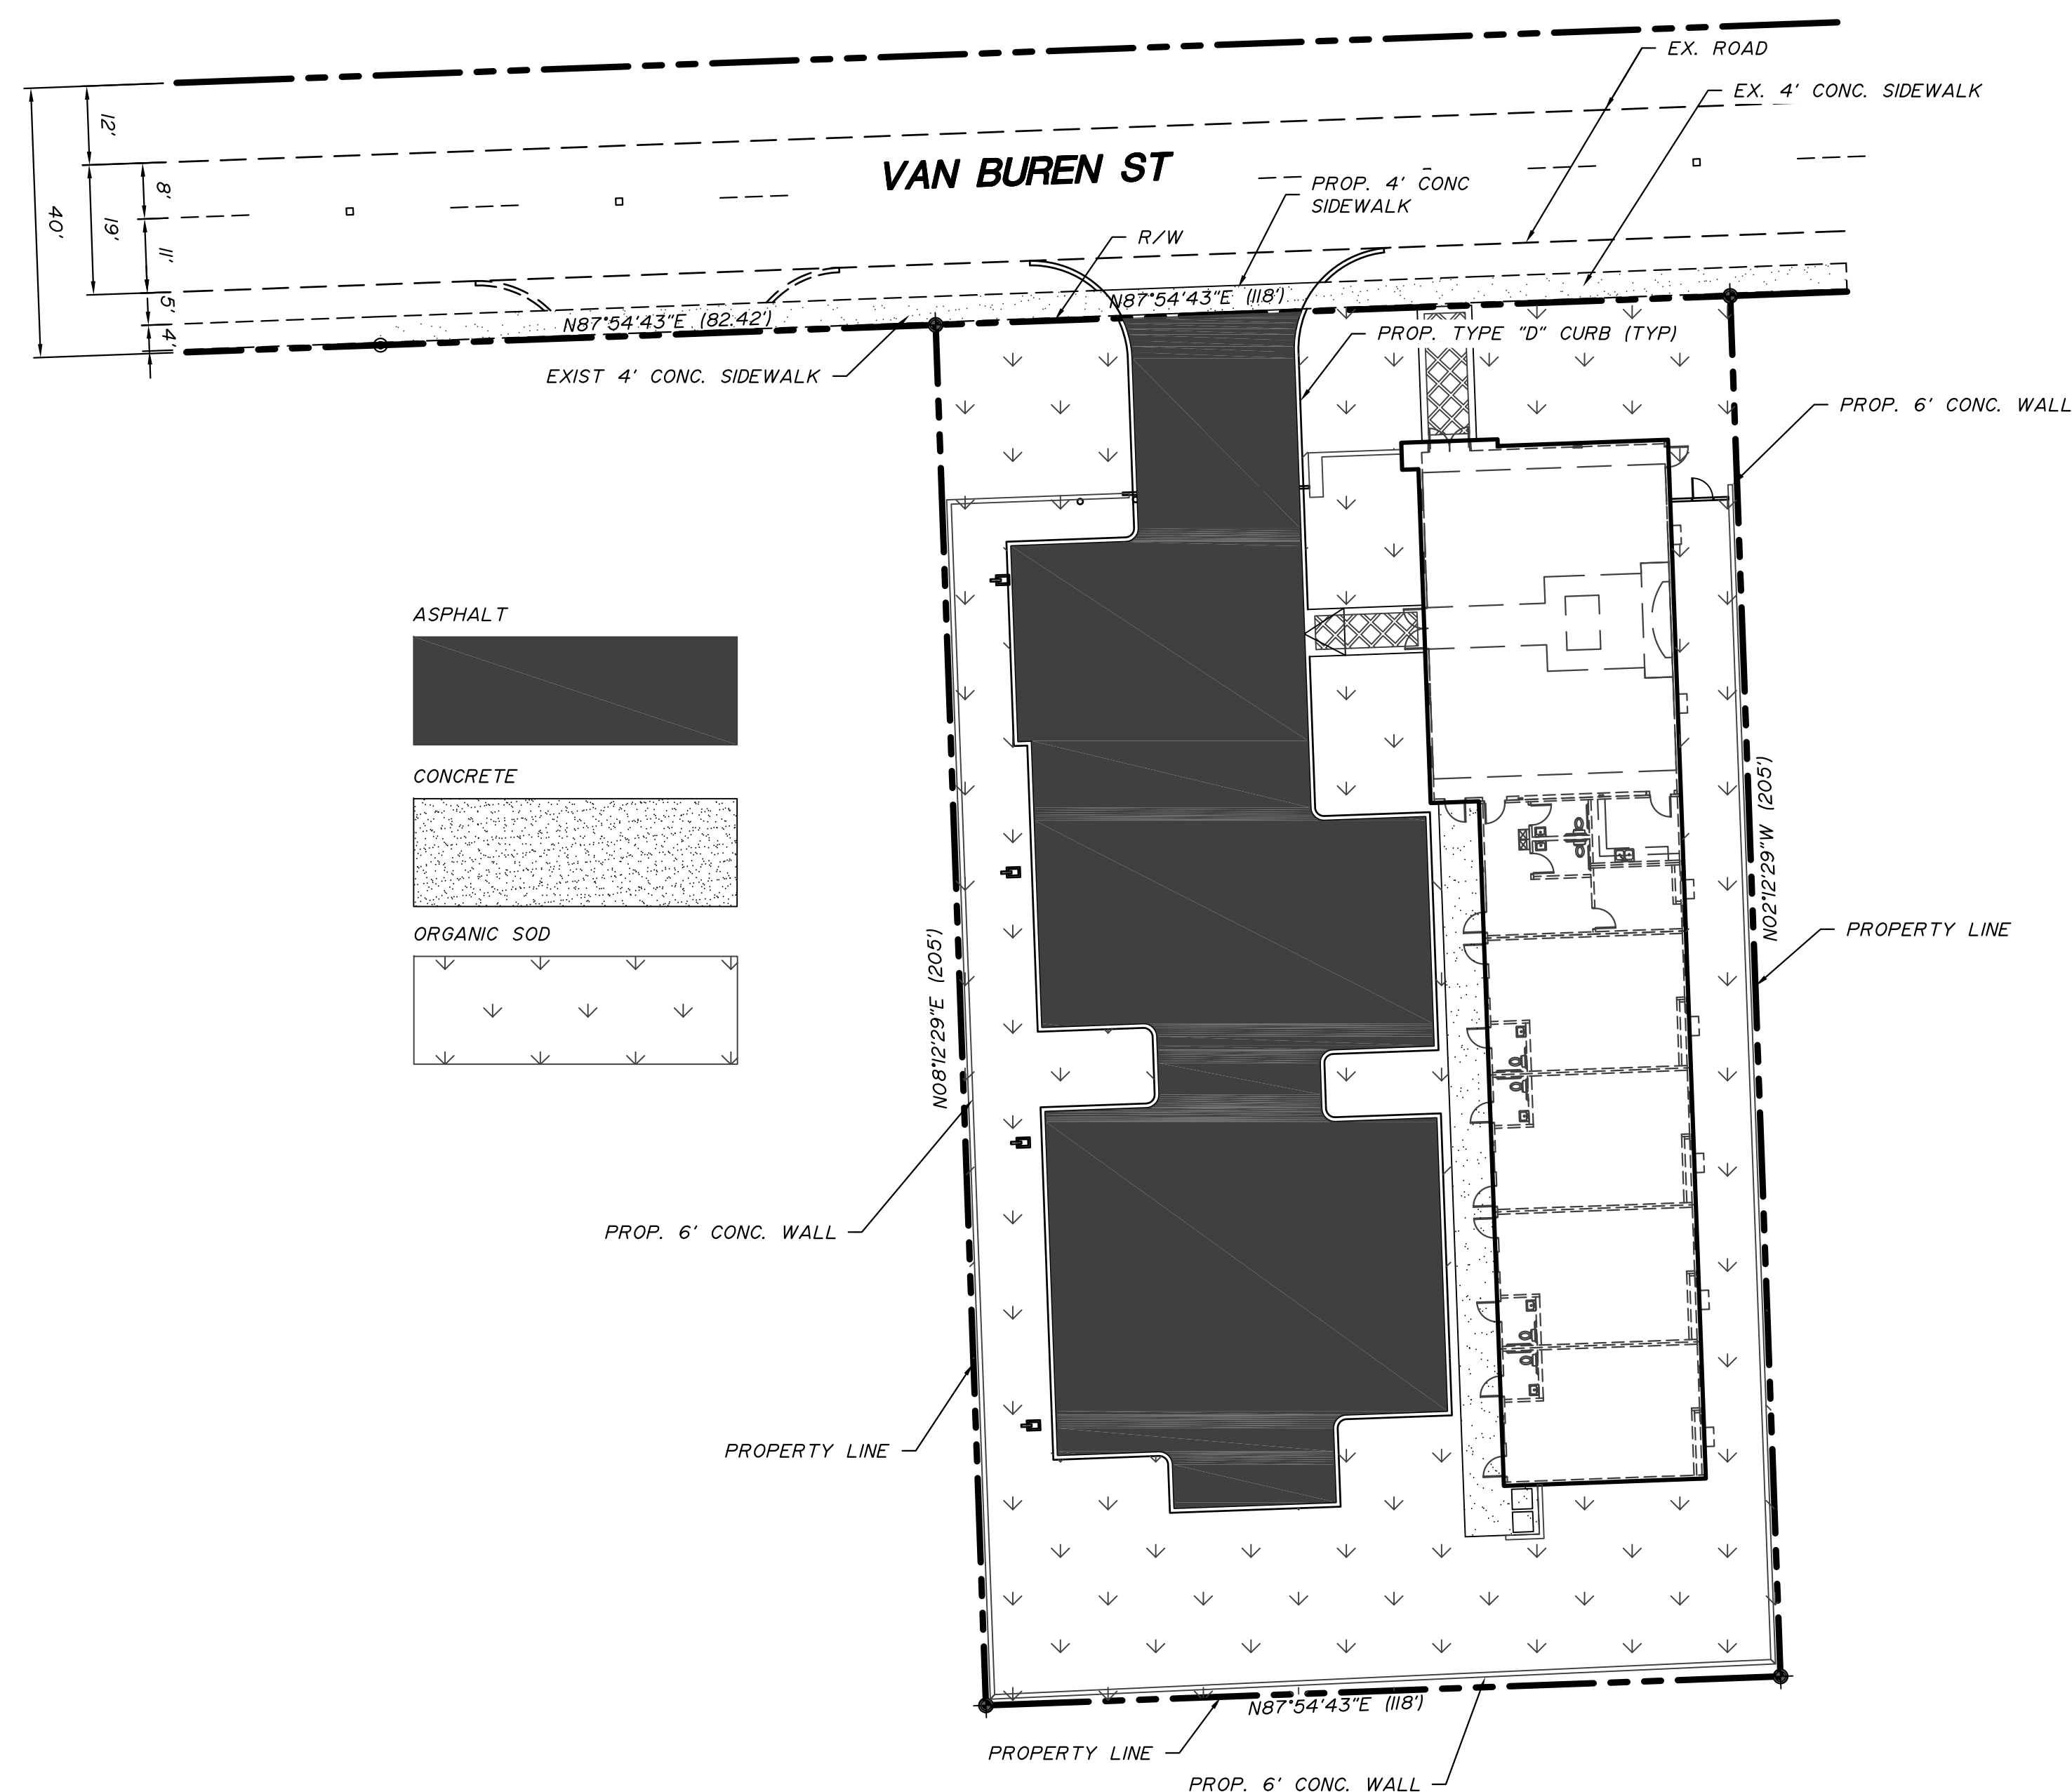 EX. ROAD
EX. 4' CONC. SIDEWALK
12'
VAN BUREN ST
PROP. 4' CONC
SIDEWALK
8'
40'
19'
R/W
11'
5'
N87°54'43"E (118')
4'
N87°54'43"E (82.42')
PROP. TYPE "D" CURB (TYP)
EXIST 4' CONC. SIDEWALK
PROP. 6' CONC. WALL
ASPHALT
CONCRETE
N02°12'29"W (205')
ORGANIC SOD
PROPERTY LINE
N08°12'29"E (205')
PROP. 6' CONC. WALL
PROPERTY LINE
N87°54'43"E (118')
PROPERTY LINE
PROP. 6' CONC. WALL